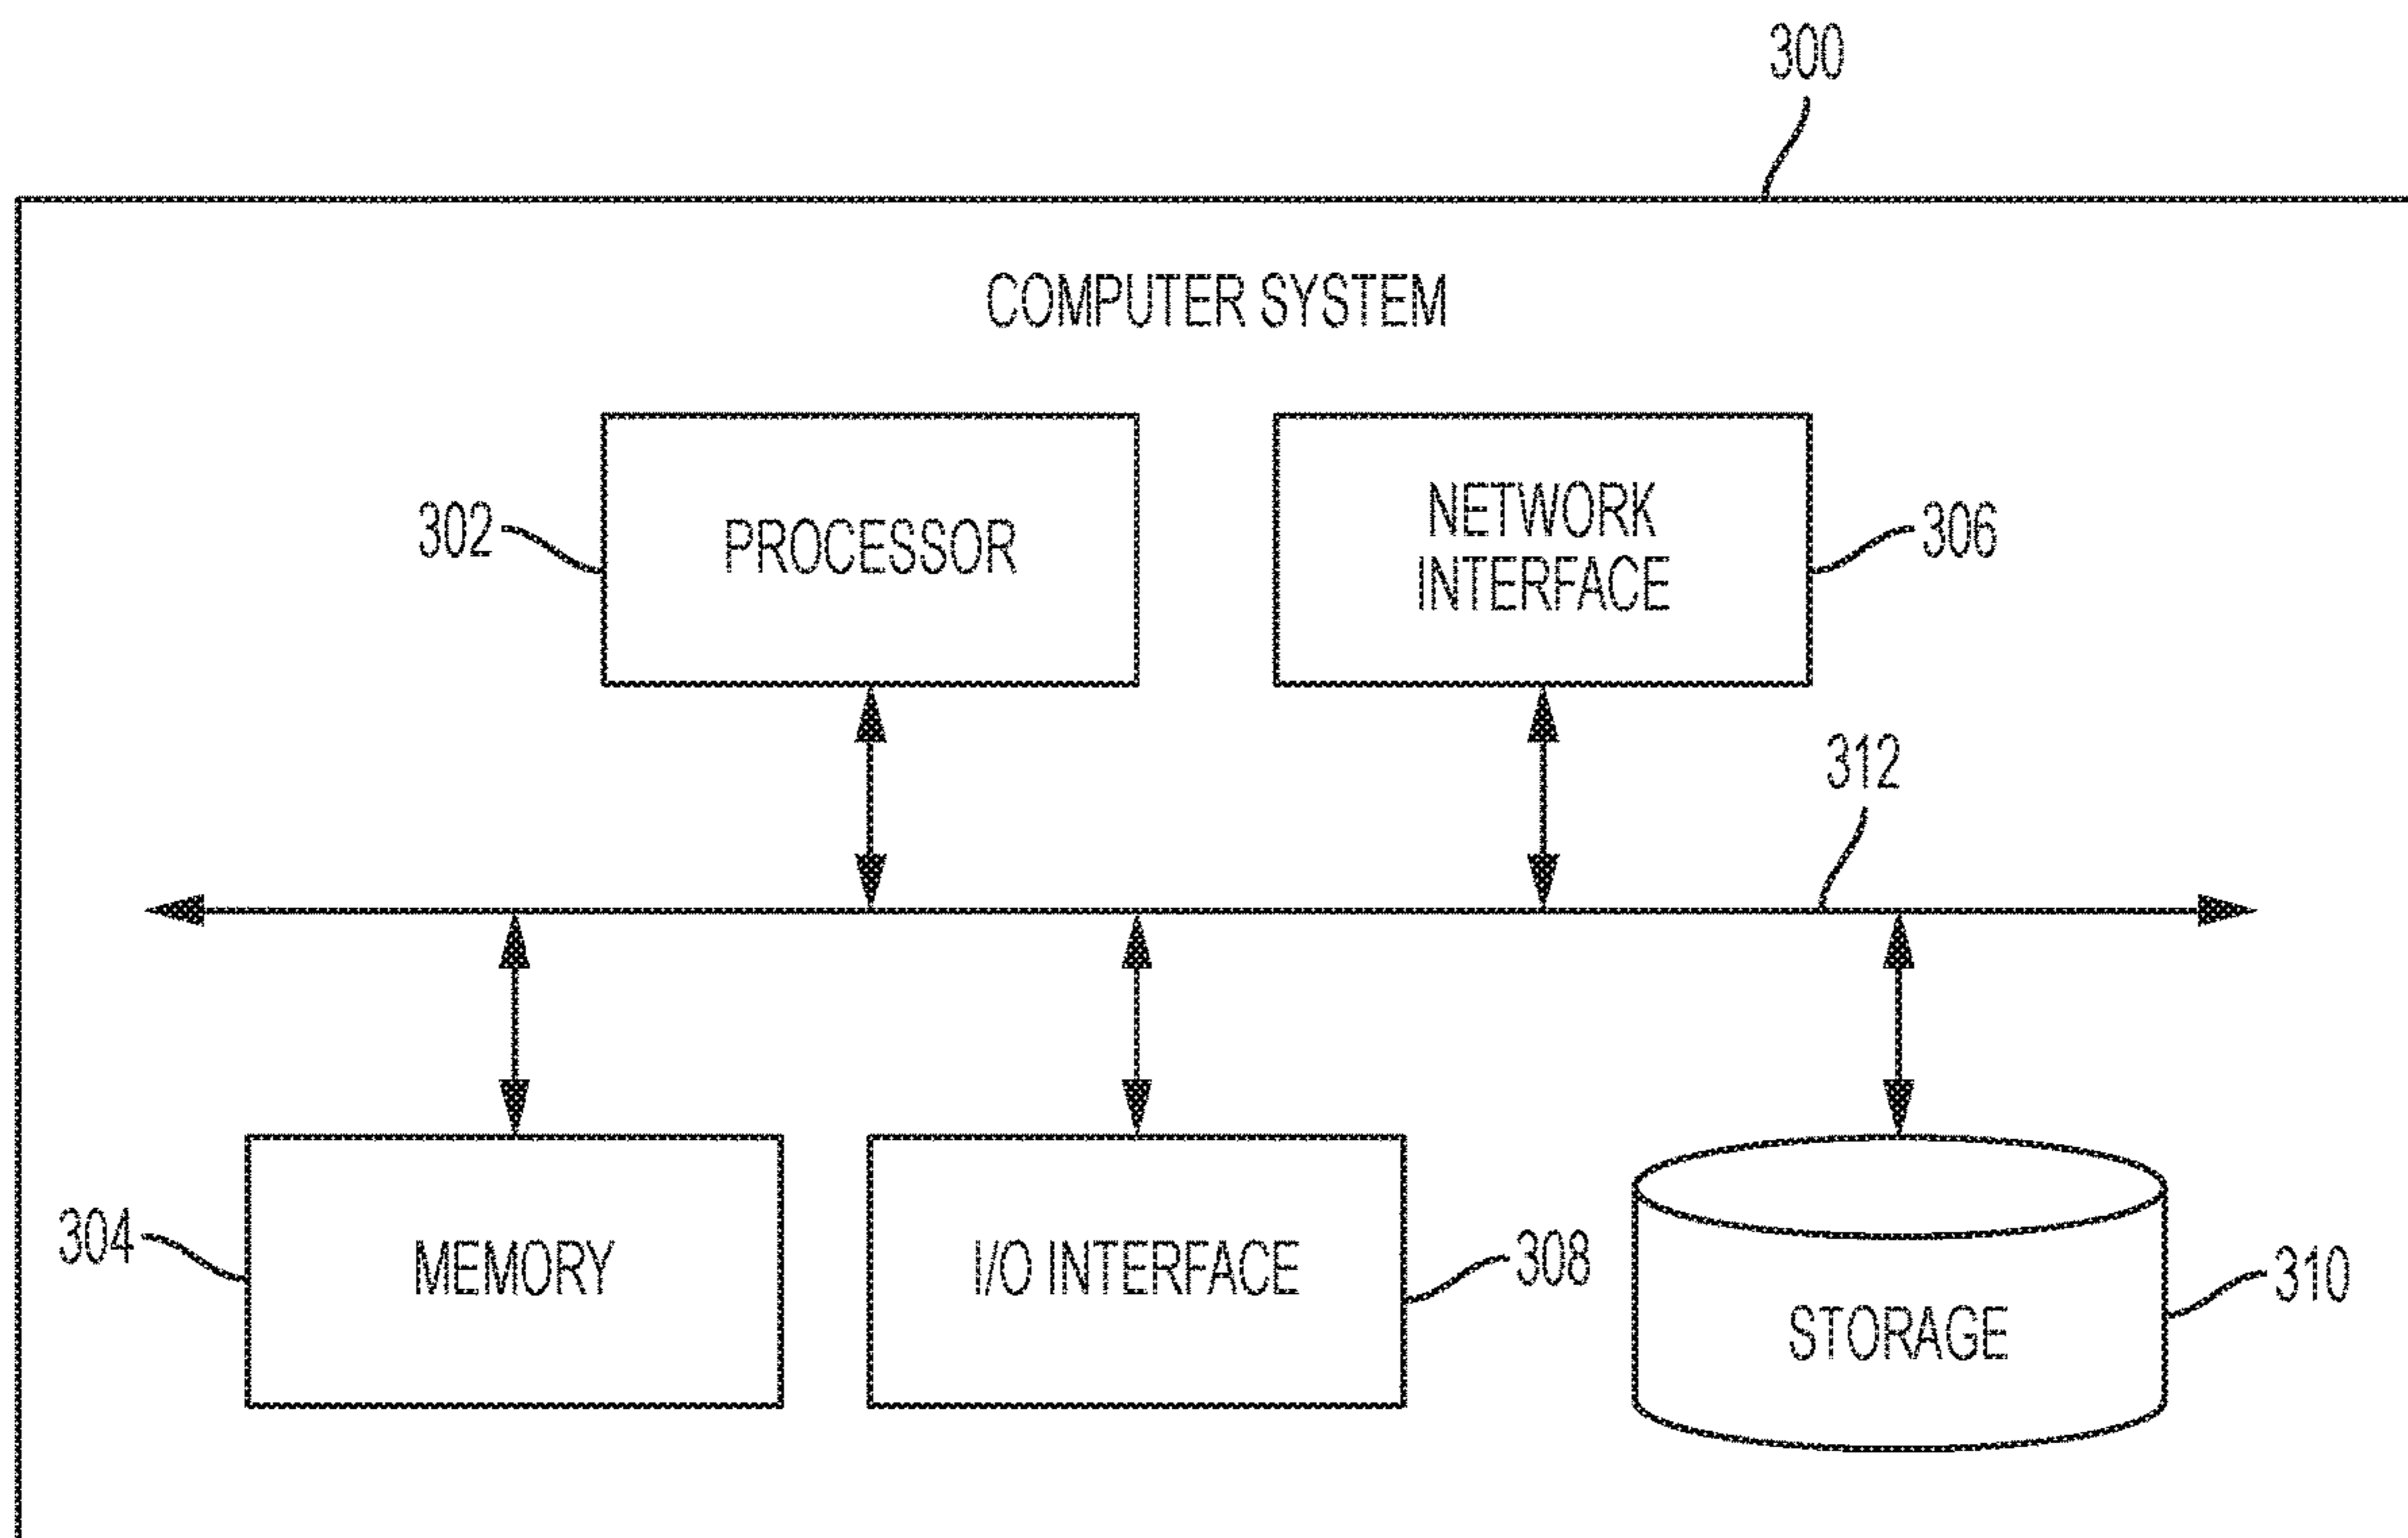 300
COMPUTER SYSTEM
302
PROCESSOR
NETWORK
INTERFACE
306
312
304
MEMORY
I/O INTERFACE
308
STORAGE
310